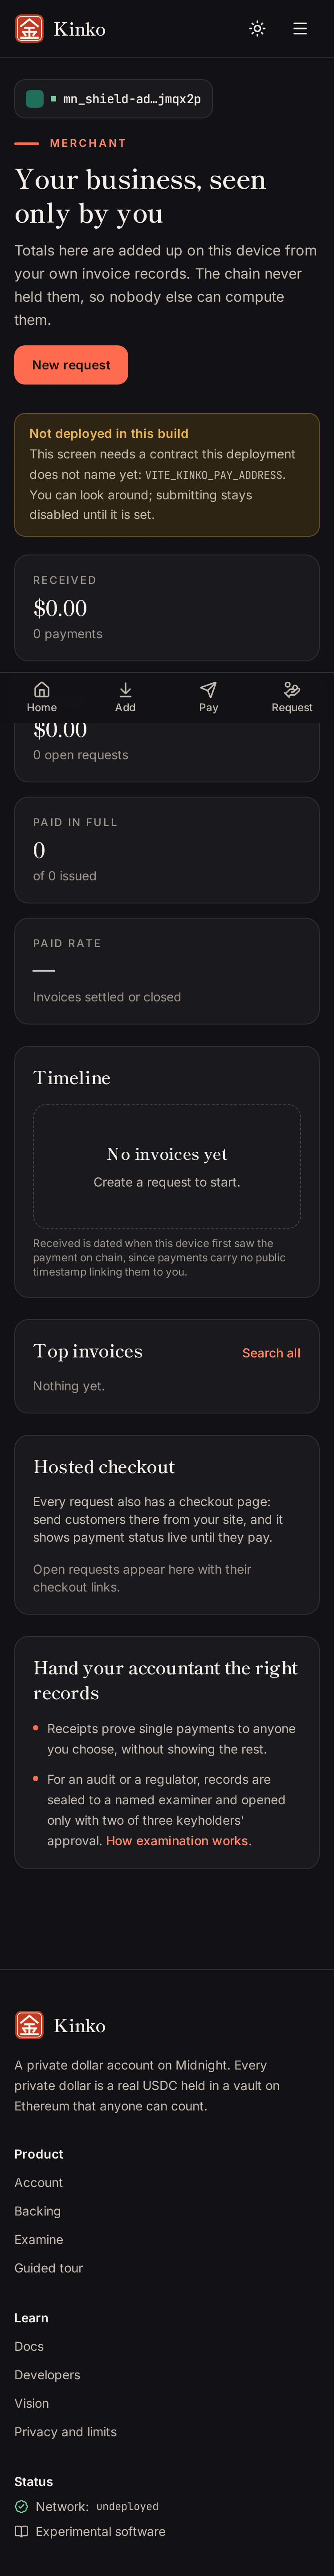 金 Kinko
mn_shield-ad…jmqx2p
MERCHANT
Your business, seen
only by you
Totals here are added up on this device from
your own invoice records. The chain never
held them, so nobody else can compute
them.
New request
Not deployed in this build
This screen needs a contract this deployment
does not name yet: VITE_KINKO_PAY_ADDRESS.
You can look around; submitting stays
disabled until it is set.
RECEIVED
$0.00
0 payments
Home Add Pay Request
$0.00
0 open requests
PAID IN FULL
0
of 0 issued
PAID RATE
—
Invoices settled or closed
Timeline
No invoices yet
Create a request to start.
Received is dated when this device first saw the
payment on chain, since payments carry no public
timestamp linking them to you.
Top invoices Search all
Nothing yet.
Hosted checkout
Every request also has a checkout page:
send customers there from your site, and it
shows payment status live until they pay.
Open requests appear here with their
checkout links.
Hand your accountant the right
records
Receipts prove single payments to anyone
you choose, without showing the rest.
For an audit or a regulator, records are
sealed to a named examiner and opened
only with two of three keyholders'
approval. How examination works.
金 Kinko
A private dollar account on Midnight. Every
private dollar is a real USDC held in a vault on
Ethereum that anyone can count.
Product
Account
Backing
Examine
Guided tour
Learn
Docs
Developers
Vision
Privacy and limits
Status
Network: undeployed
Experimental software